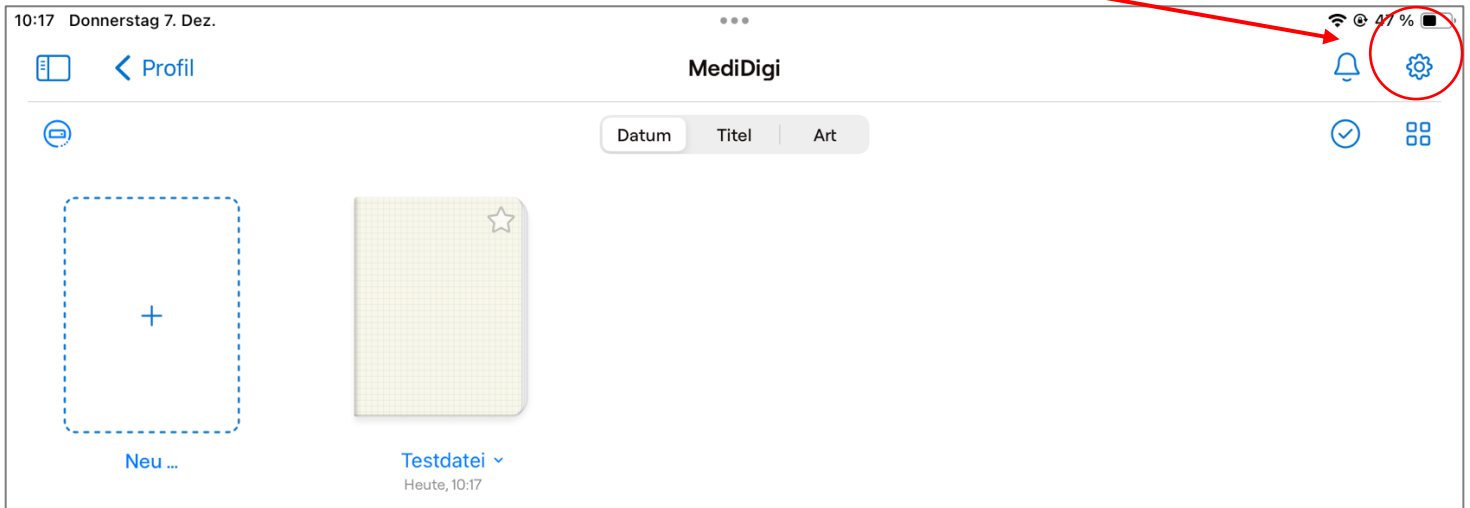 10:17 Donnerstag 7. Dez.
47 %
Profil
MediDigi
Datum Titel Art
Neu ...
Testdatei
Heute, 10:17